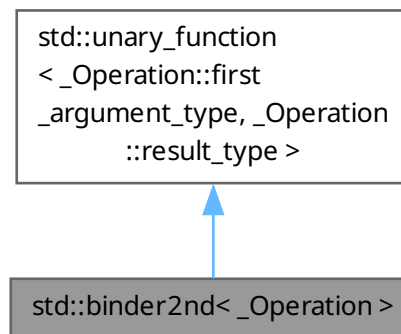 std::unary_function
< _Operation::first
_argument_type, _Operation
::result_type >
std::binder2nd< _Operation >